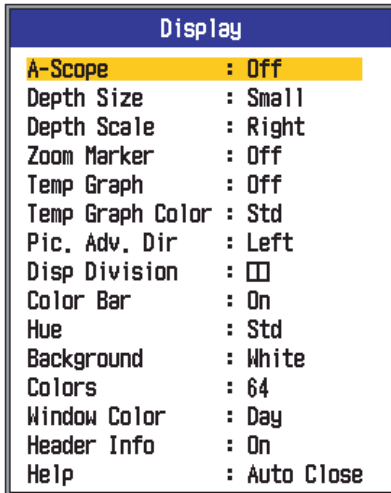 Display
A-Scope : Off
Depth Size : Small
Depth Scale : Right
Zoom Marker : Off
Temp Graph : Off
Temp Graph Color : Std
Pic. Adv. Dir : Left
Disp Division :
Color Bar : On
Hue : Std
Background : White
Colors : 64
Window Color : Day
Header Info : On
Help : Auto Close